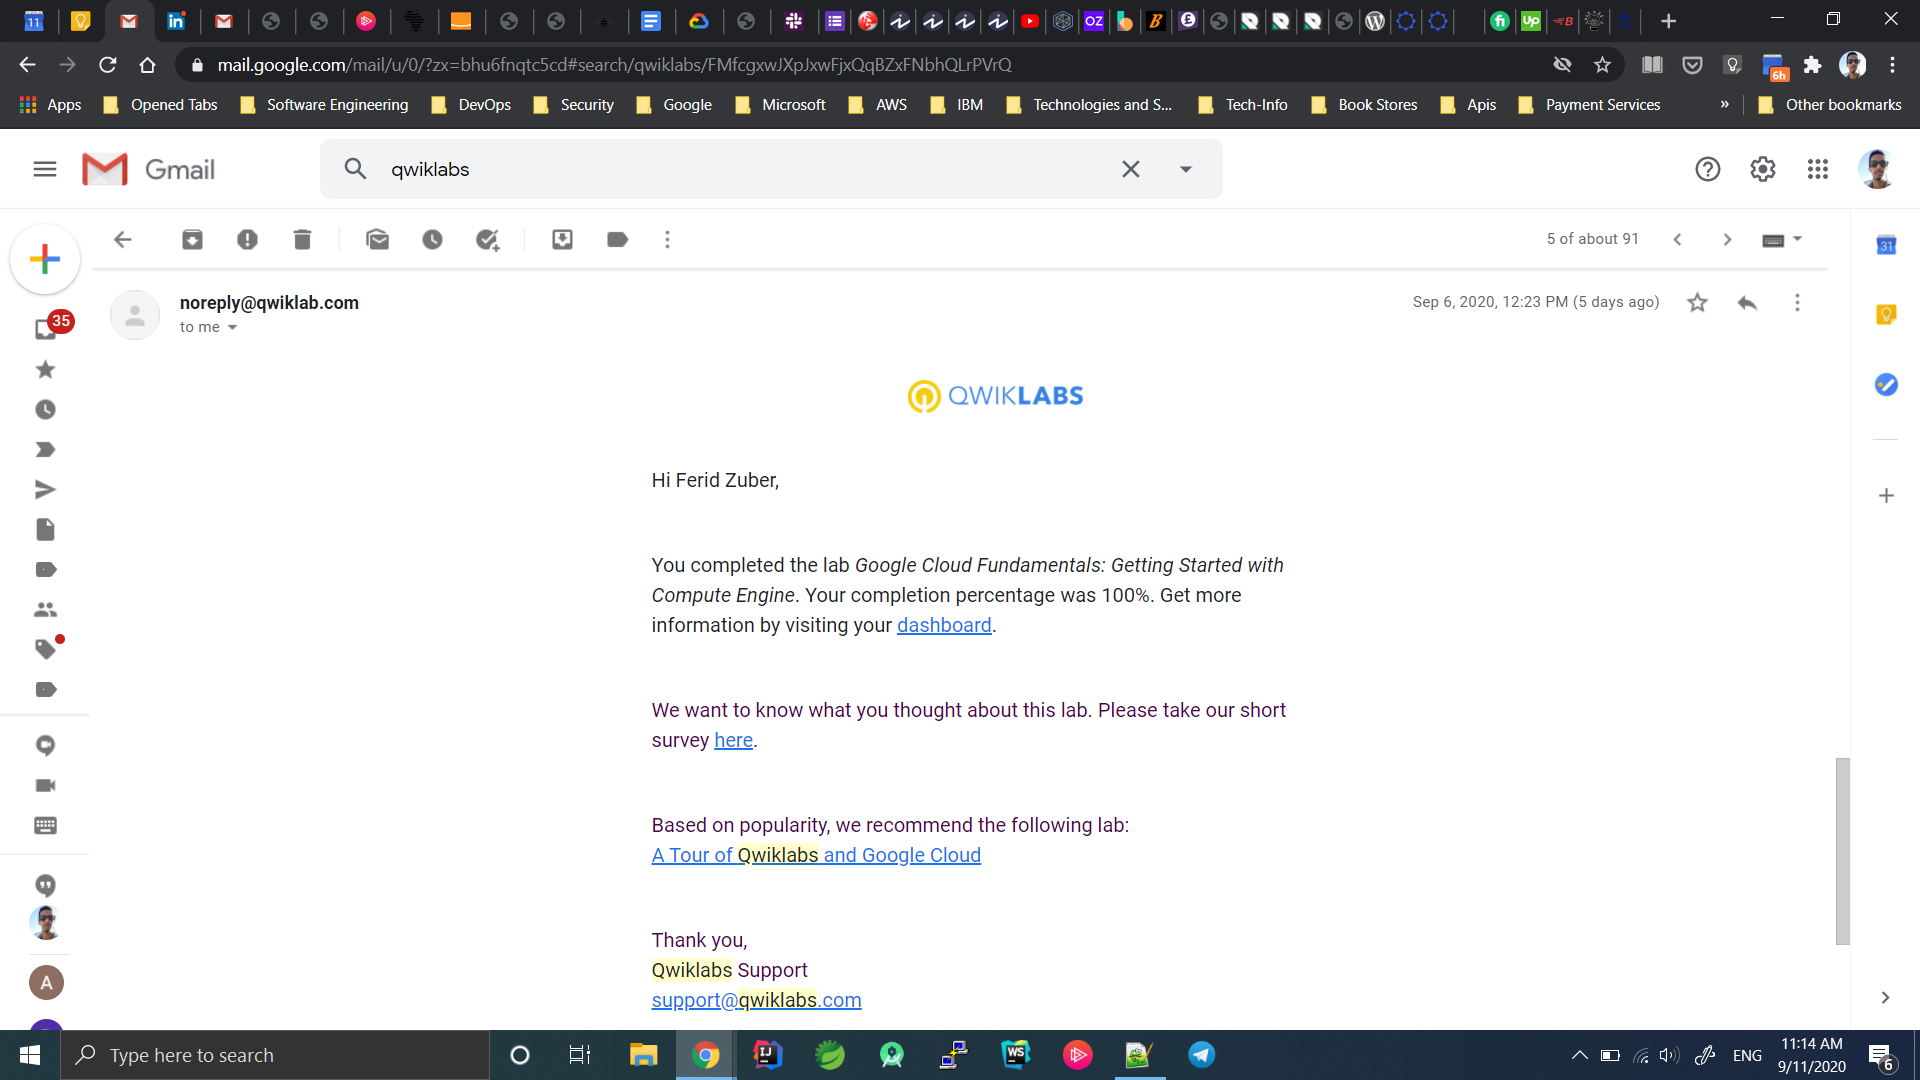 mail.google.com/mail/u/0/?zx=bhu6fnqtc5cd#search/qwiklabs/FMfcgxwJXpJxwFjxQqBZxFNbhQLrPVrQ
6h
Apps Opened Tabs Software Engineering DevOps Security Google Microsoft AWS IBM Technologies and S... Tech-Info Book Stores Apis Payment Services » Other bookmarks
Gmail
qwiklabs
5 of about 91
31
noreply@qwiklab.com
Sep 6, 2020, 12:23 PM (5 days ago)
to me
35
QWIKLABS
Hi Ferid Zuber,
You completed the lab Google Cloud Fundamentals: Getting Started with
Compute Engine. Your completion percentage was 100%. Get more
information by visiting your dashboard.
We want to know what you thought about this lab. Please take our short
survey here.
Based on popularity, we recommend the following lab:
A Tour of Qwiklabs and Google Cloud
Thank you,
Qwiklabs Support
support@qwiklabs.com
A
Type here to search
ENG
11:14 AM
9/11/2020
6